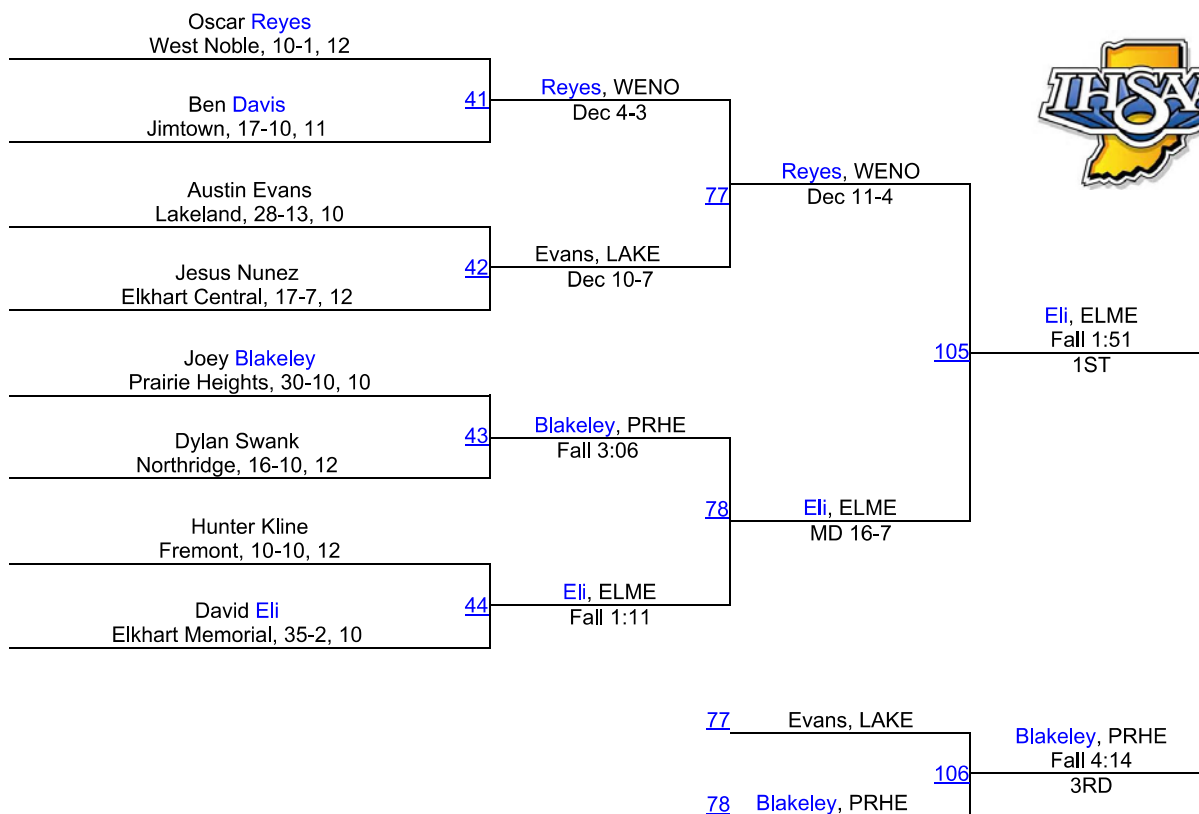 Oscar Reyes
West Noble, 10-1, 12
Ben Davis
Jimtown, 17-10, 11
41
Reyes, WENO
Dec 4-3
Austin Evans
Lakeland, 28-13, 10
Jesus Nunez
Elkhart Central, 17-7, 12
42
Evans, LAKE
Dec 10-7
77
Reyes, WENO
Dec 11-4
Joey Blakeley
Prairie Heights, 30-10, 10
Dylan Swank
Northridge, 16-10, 12
43
Blakeley, PRHE
Fall 3:06
Hunter Kline
Fremont, 10-10, 12
David Eli
Elkhart Memorial, 35-2, 10
44
Eli, ELME
Fall 1:11
78
Eli, ELME
MD 16-7
105
Eli, ELME
Fall 1:51
1ST
IHSAA
77
Evans, LAKE
78
Blakeley, PRHE
106
Blakeley, PRHE
Fall 4:14
3RD